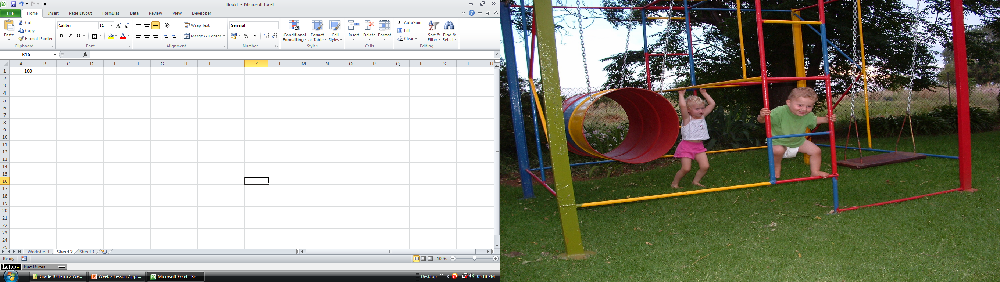 Book1 - Microsoft Excel
File Home Insert Page Layout Formulas Data Review View Developer
Paste
Cut
Copy
Format Painter
Clipboard
Calibri 11
B I U
Font
Wrap Text
Merge & Center
Alignment
General
% ,
Number
Conditional Formatting
Format as Table
Cell Styles
Styles
Insert Delete Format
Cells
Σ AutoSum
Fill
Clear
Sort & Filter
Find & Select
Editing
K16 fx
A B C D E F G H I J K L M N O P Q R S T U
1 100
2
3
4
5
6
7
8
9
10
11
12
13
14
15
16
17
18
19
20
21
22
23
24
25
Worksheet Sheet2 Sheet3
Ready 100%
Lotus New Drawer
Grade 10 Term 2 We... Week 2 Lesson 2.ppt... Microsoft Excel - Bo... Desktop » 05:18 PM